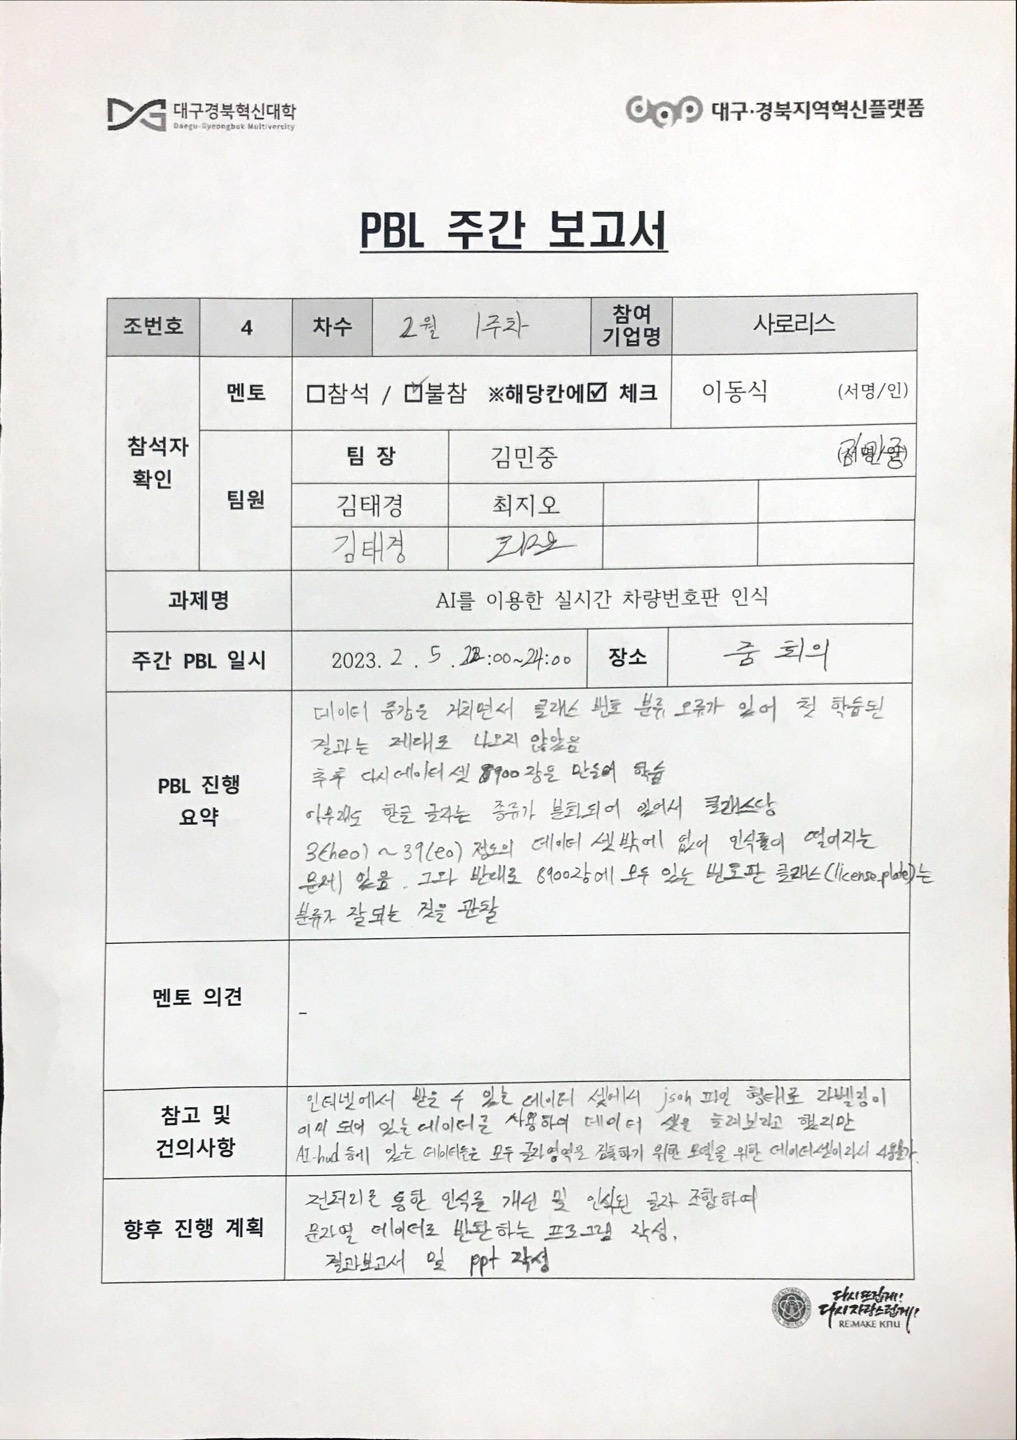 대구경북혁신대학
Daegu-Gyeongbuk Multiversity
dgp 대구·경북지역혁신플랫폼
PBL 주간 보고서
조번호 4 차수 2월 1주차 참여 기업명 사로리스
참석자 확인
멘토 □참석 / ☑불참 ※해당칸에☑ 체크 이동식 (서명/인)
팀원
팀 장 김민중 (서명/인) 김민중
김태경 최지오
김태경 최지오
과제명 AI를 이용한 실시간 차량번호판 인식
주간 PBL 일시 2023. 2 . 5 . 22:00~24:00 장소 줌 회의
PBL 진행 요약
데이터 증강을 거치면서 클래스 번호 분류 오류가 있어 첫 학습된
결과는 제대로 나오지 않았음
추후 다시 데이터 셋 8900장을 만들어 학습
아무래도 한글 글자는 종류가 분화되어 있어서 클래스당
3(heo) ~ 39(eo) 정도의 데이터 셋밖에 없어 인식률이 떨어지는
문제 있음. 그와 반대로 8900장에 모두 있는 번호판 클래스(license_plate)는
분류가 잘 되는 것을 관찰
멘토 의견
-
참고 및 건의사항
인터넷에서 받을 수 있는 데이터 셋에서 json 파일 형태로 라벨링이
이미 되어 있는 데이터를 사용하여 데이터 셋을 늘려보려고 했지만
AI-hud 등에 있는 데이터들은 모두 글자영역을 검출하기 위한 모델을 위한 데이터셋이라서 사용불가
향후 진행 계획
전처리를 통한 인식률 개선 및 인식된 글자 조합하여
문자열 데이터로 반환하는 프로그램 작성.
결과보고서 및 ppt 작성
다시뜨겁게!
다시자랑스럽게!
RE:MAKE KNU